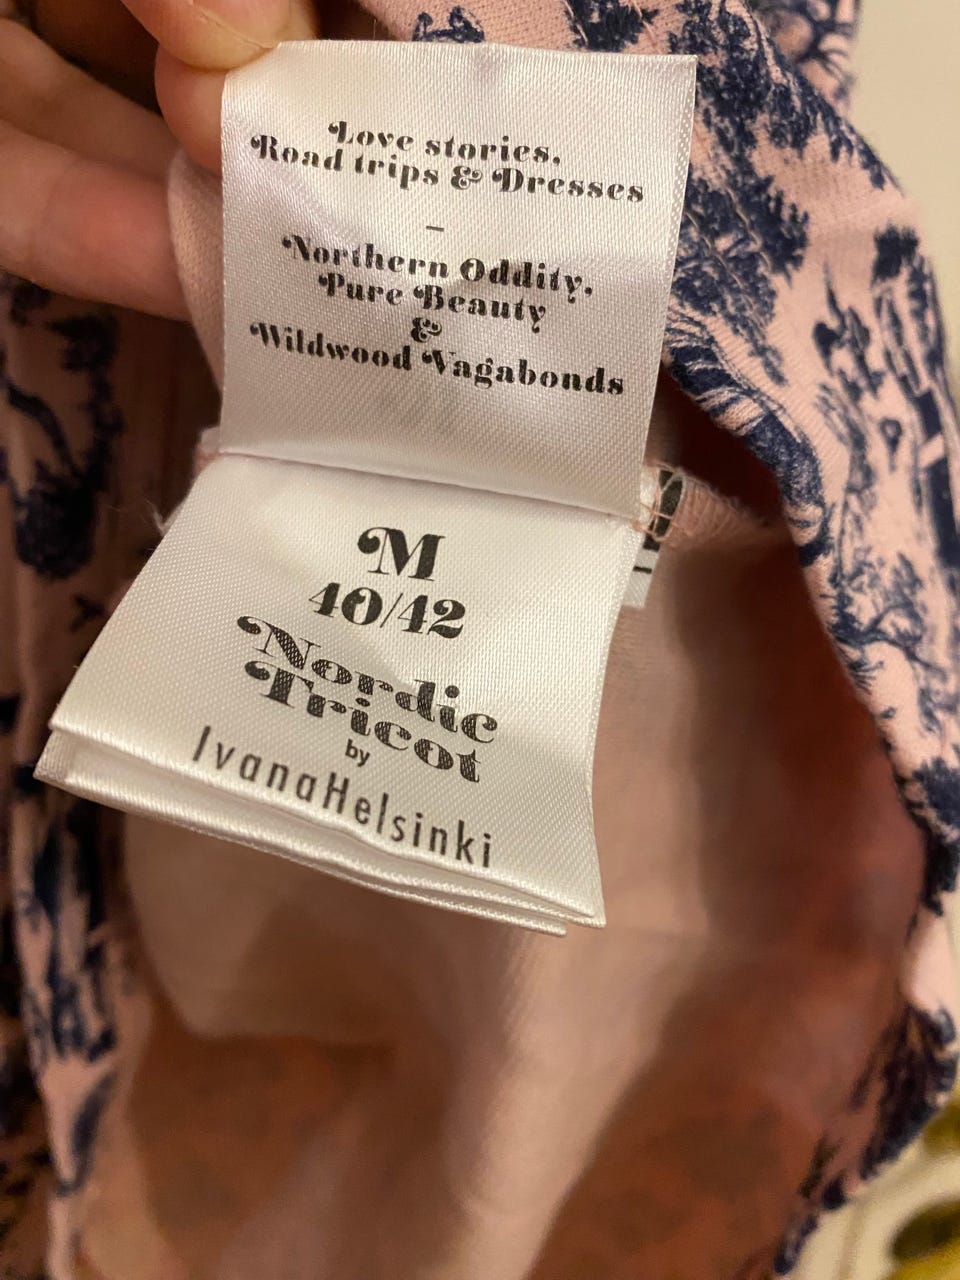 Love stories,
Road trips & Dresses
–
Northern Oddity,
Pure Beauty
&
Wildwood Vagabonds
M
40/42
Nordic
Tricot
by
IvanaHelsinki